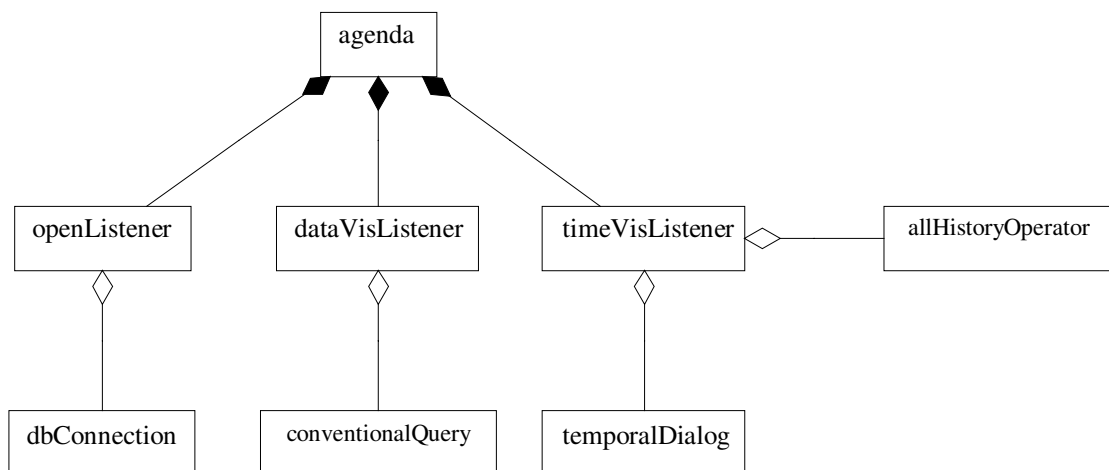 agenda
openListener
dataVisListener
timeVisListener
allHistoryOperator
dbConnection
conventionalQuery
temporalDialog